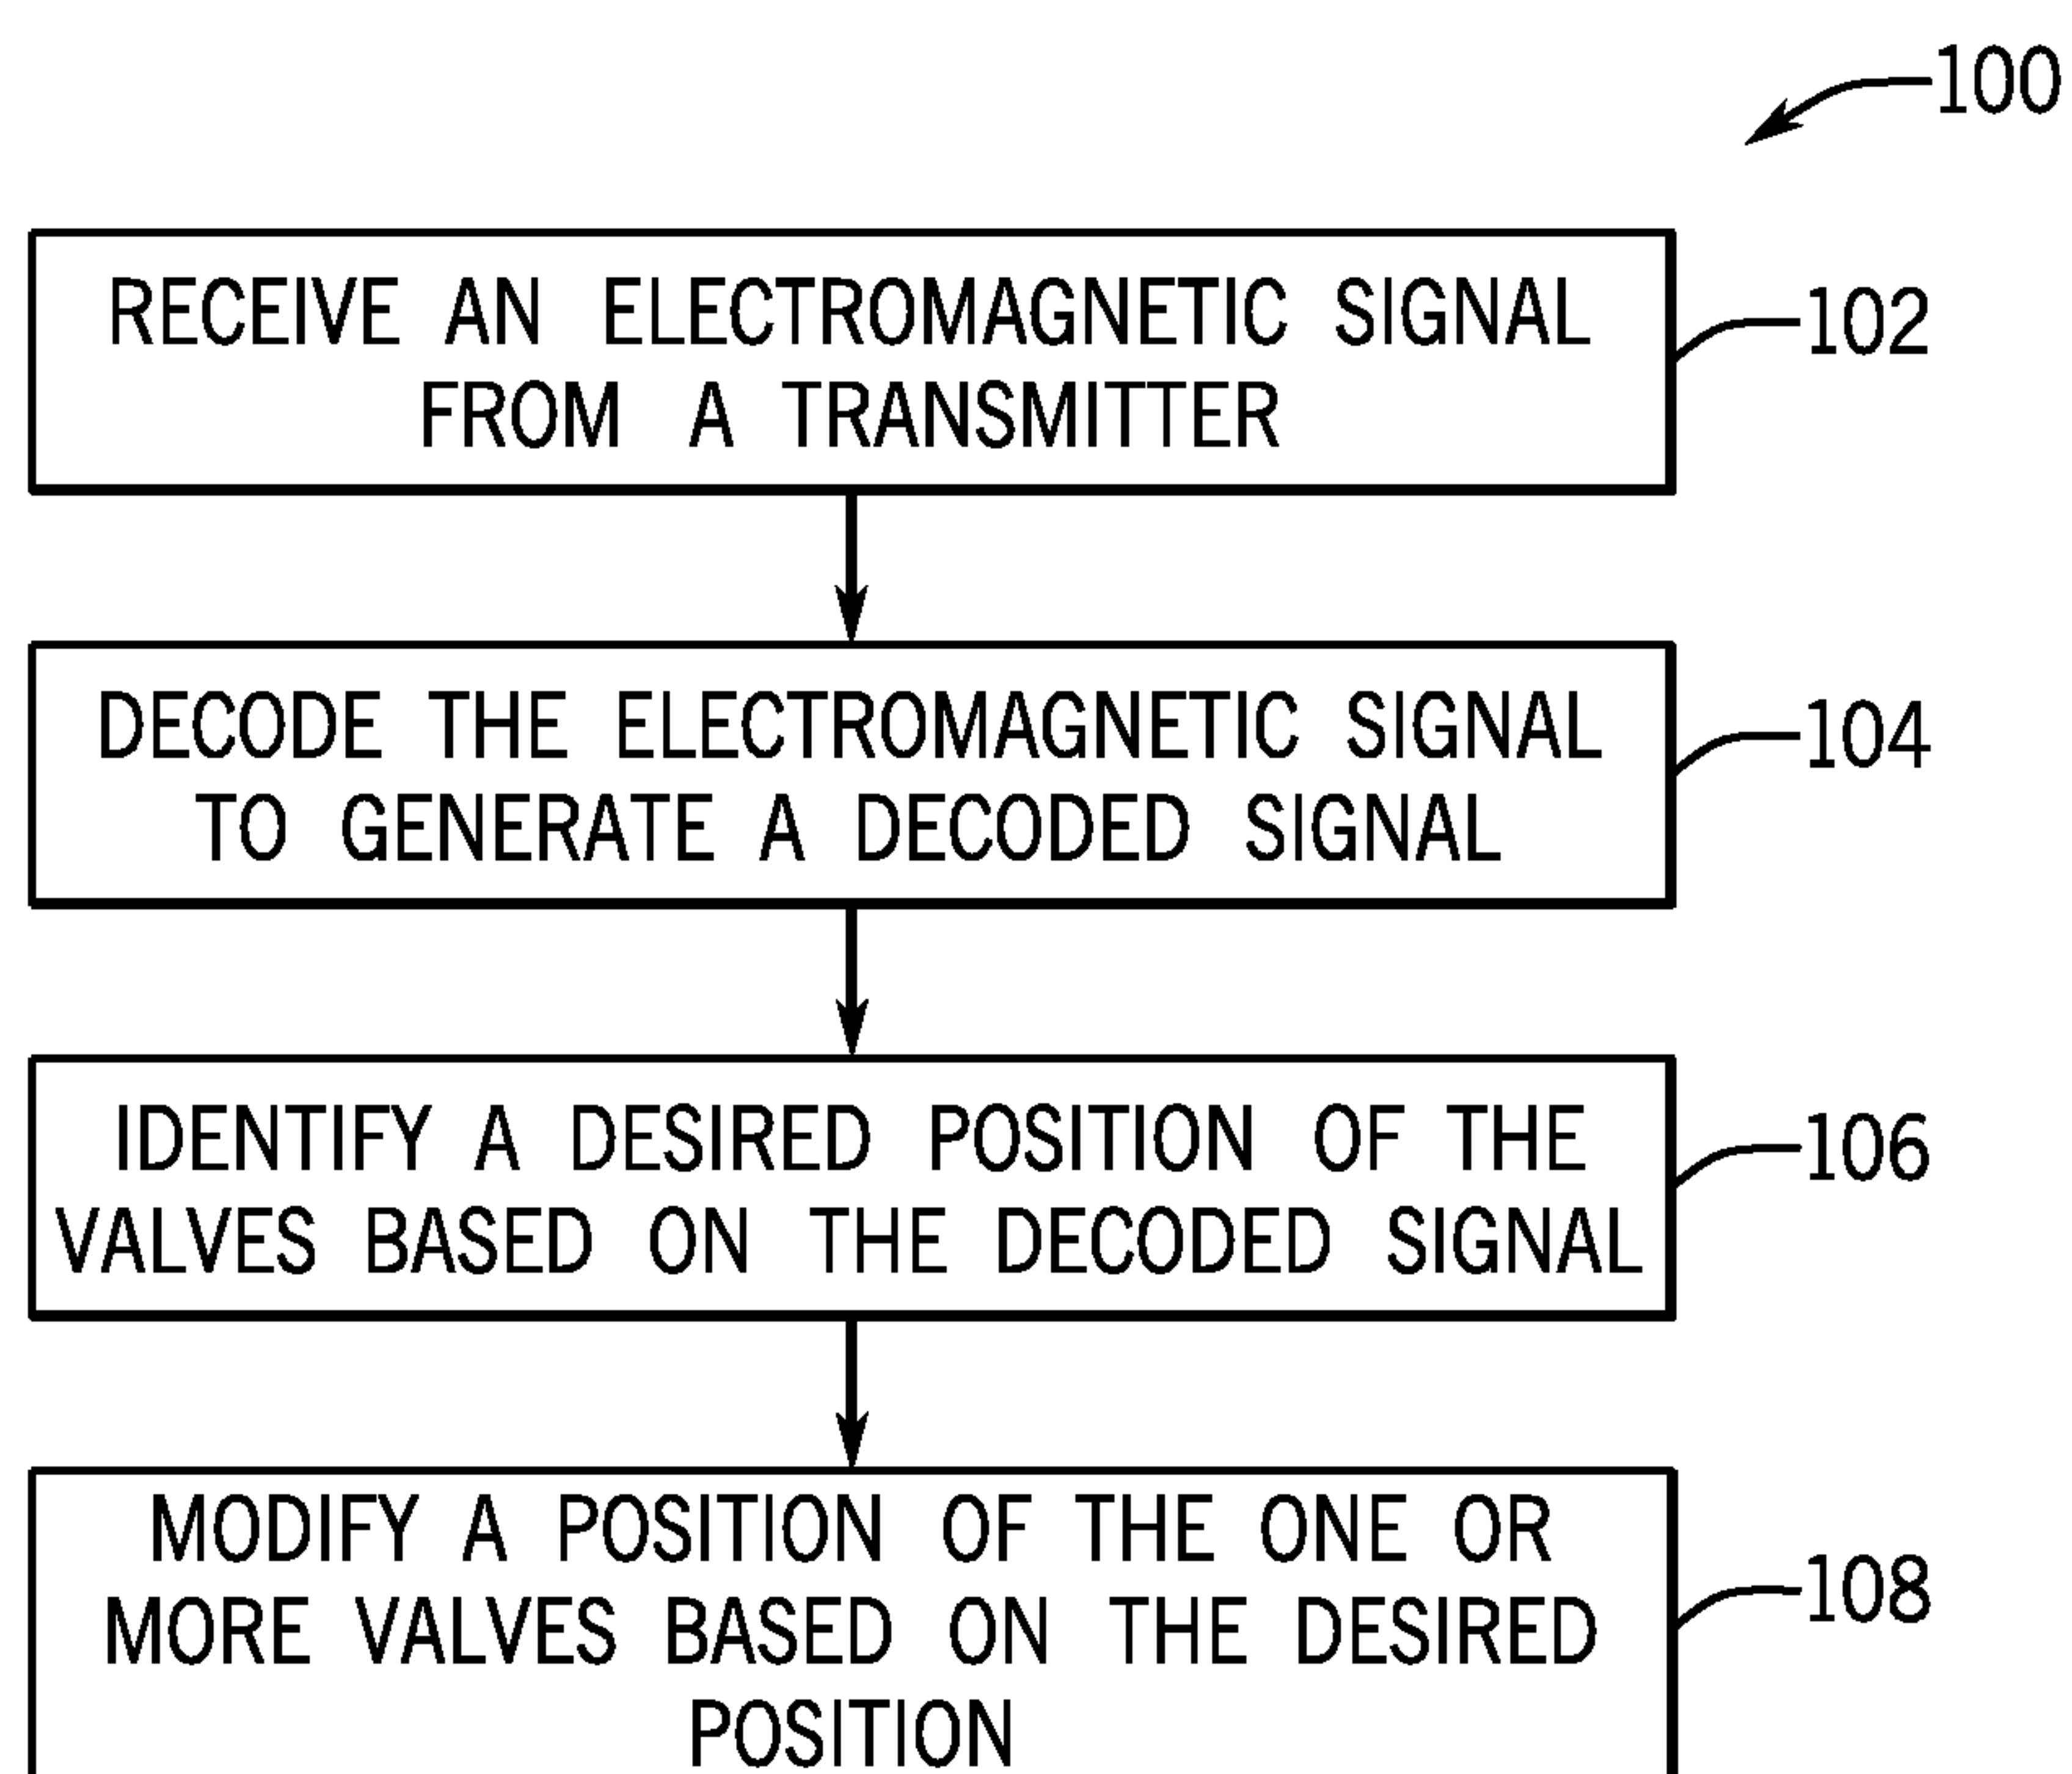 100
RECEIVE AN ELECTROMAGNETIC SIGNAL
FROM A TRANSMITTER
102
DECODE THE ELECTROMAGNETIC SIGNAL
TO GENERATE A DECODED SIGNAL
104
IDENTIFY A DESIRED POSITION OF THE
VALVES BASED ON THE DECODED SIGNAL
106
MODIFY A POSITION OF THE ONE OR
MORE VALVES BASED ON THE DESIRED
POSITION
108